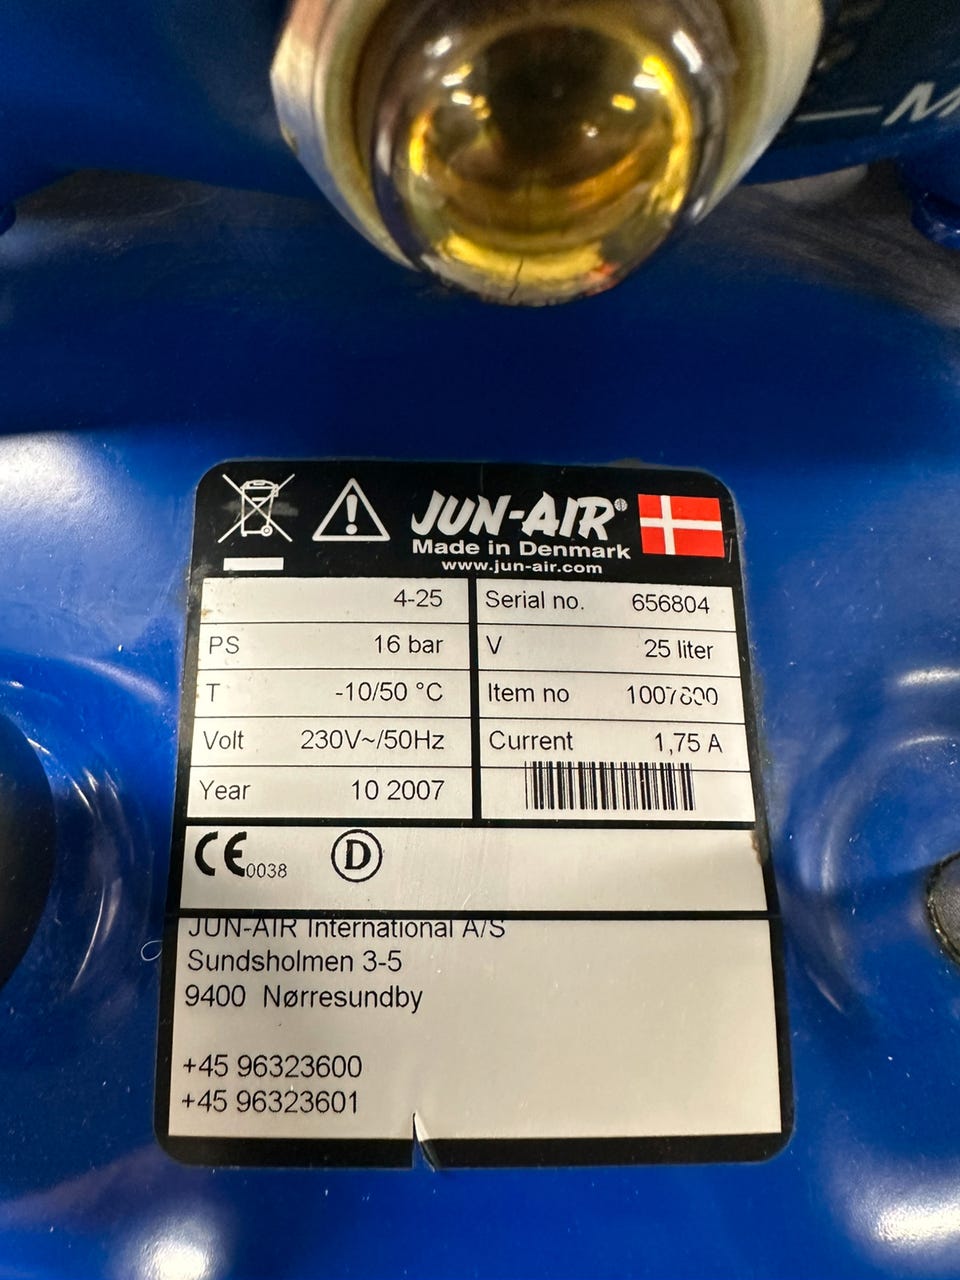 —M
JUN-AIR®
Made in Denmark
www.jun-air.com
4-25
Serial no. 656804
PS 16 bar
V 25 liter
T -10/50 °C
Item no
Volt 230V~/50Hz
Current 1,75 A
Year 10 2007
CE 0038 D
JUN-AIR International A/S
Sundsholmen 3-5
9400 Nørresundby
+45 96323600
+45 96323601